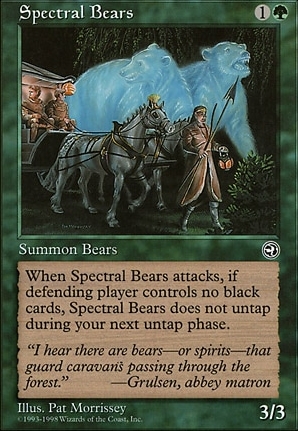 Spectral Bears 1
Summon Bears
When Spectral Bears attacks, if
defending player controls no black
cards, Spectral Bears does not untap
during your next untap phase.
“I hear there are bears—or spirits—that
guard caravans passing through the
forest.” —Grulsen, abbey matron
Illus. Pat Morrissey
©1993-1998 Wizards of the Coast, Inc.
3/3